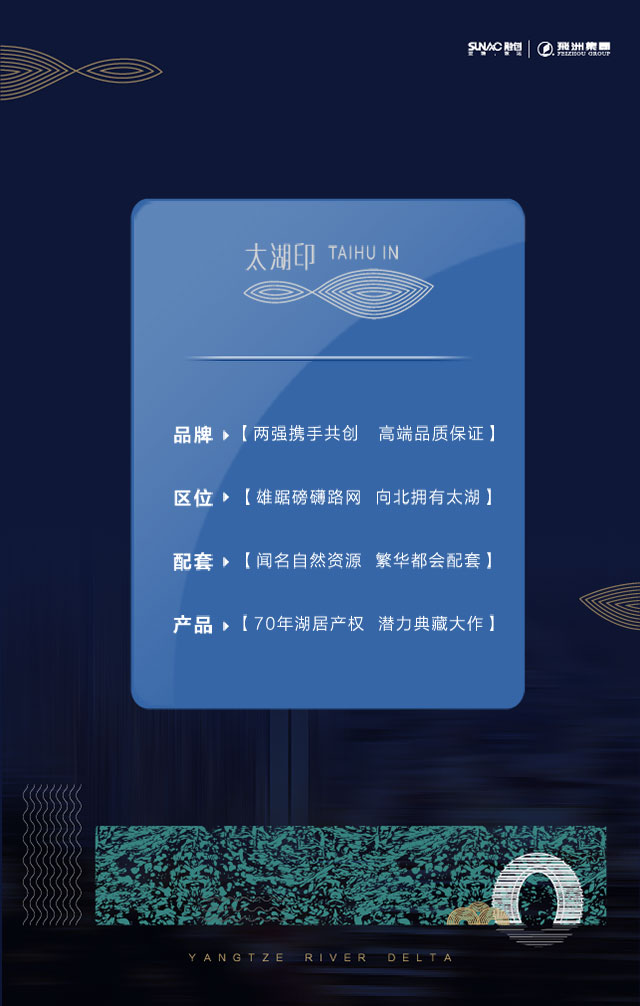 SUNAC 融创
飛洲集團
FEIZHOU GROUP
太湖印 TAIHU IN
品牌 【两强携手共创 高端品质保证】
区位 【雄踞磅礴路网 向北拥有太湖】
配套 【闻名自然资源 繁华都会配套】
产品 【70年湖居产权 潜力典藏大作】
YANGTZE RIVER DELTA